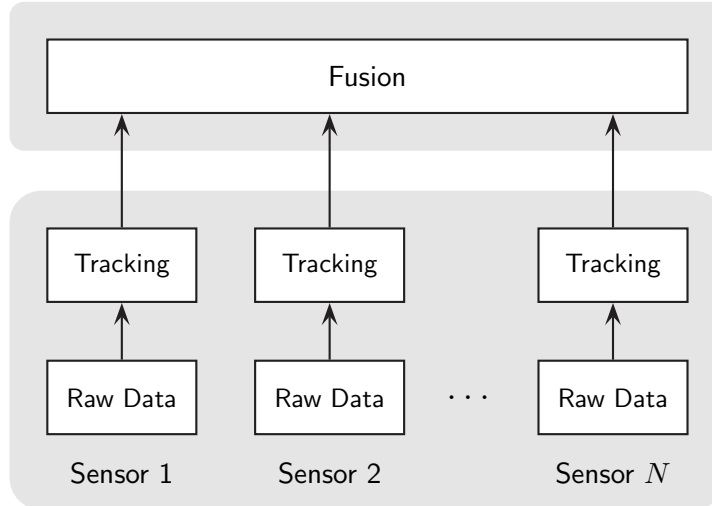 Fusion
Tracking Tracking Tracking
Raw Data Raw Data . . . Raw Data
Sensor 1 Sensor 2 Sensor N